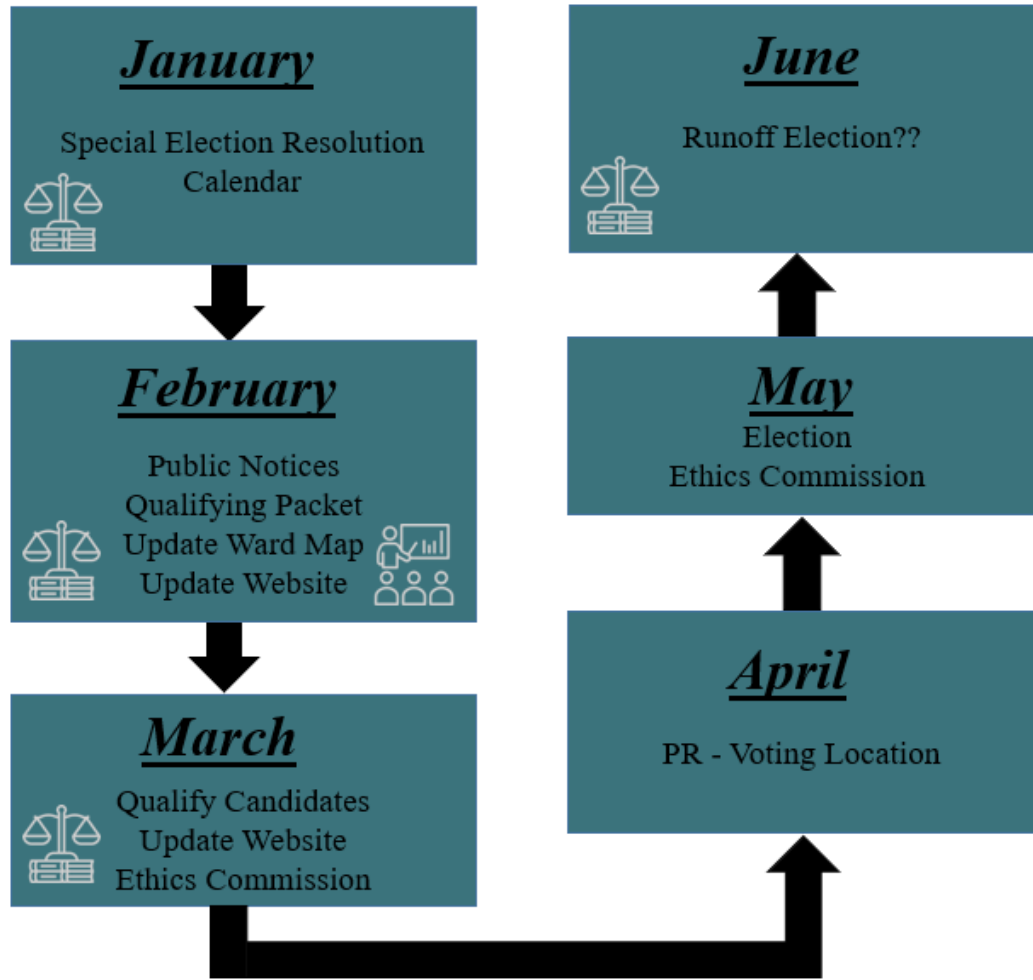 January
Special Election Resolution
Calendar
February
Public Notices
Qualifying Packet
Update Ward Map
Update Website
March
Qualify Candidates
Update Website
Ethics Commission
April
PR - Voting Location
May
Election
Ethics Commission
June
Runoff Election??